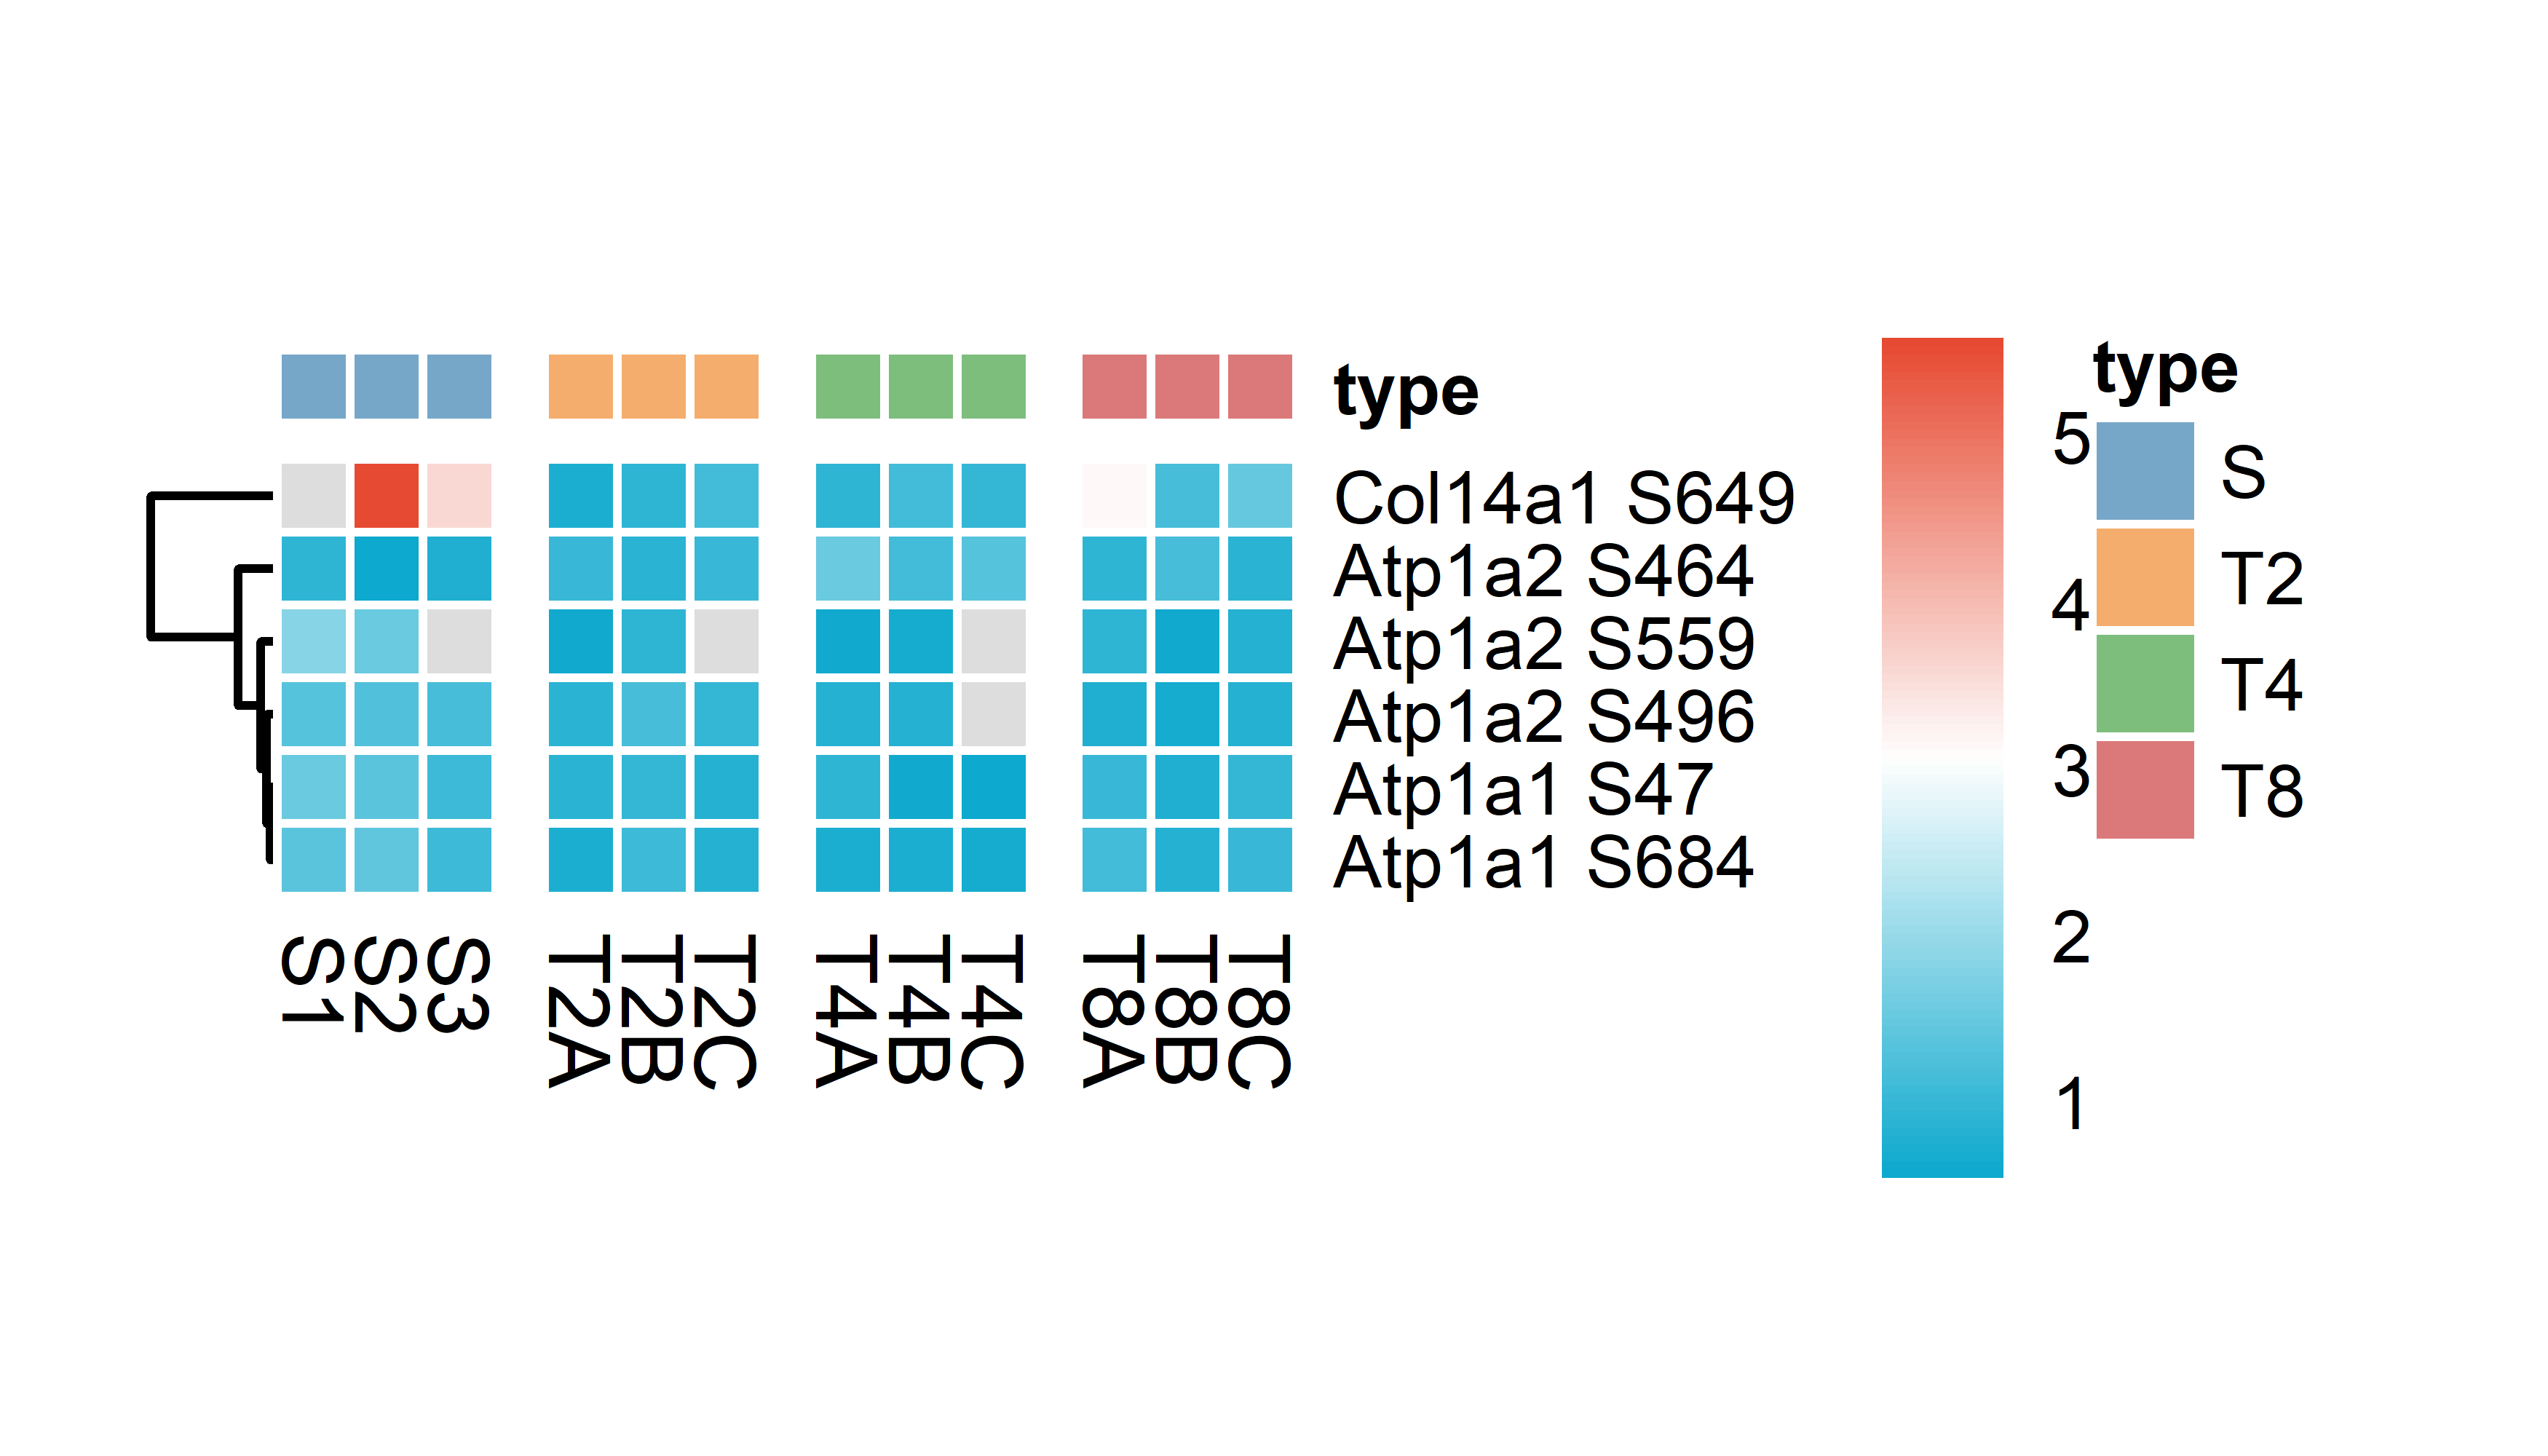 type
Col14a1 S649
Atp1a2 S464
Atp1a2 S559
Atp1a2 S496
Atp1a1 S47
Atp1a1 S684
S1
S2
S3
T2A
T2B
T2C
T4A
T4B
T4C
T8A
T8B
T8C
5
4
3
2
1
type
S
T2
T4
T8